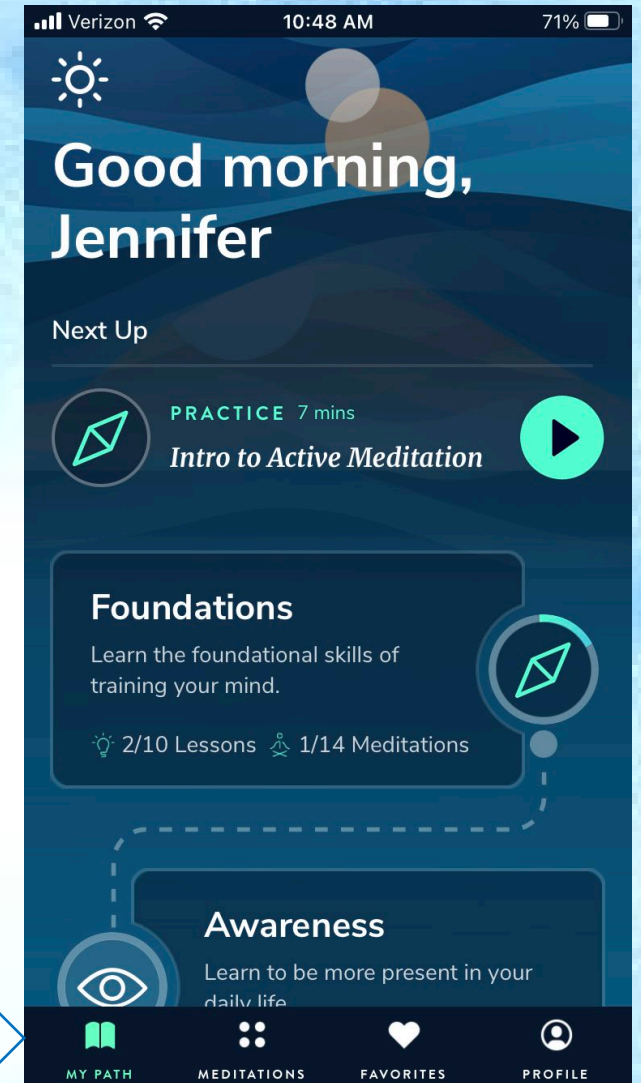 Verizon 10:48 AM 71%
Good morning,
Jennifer
Next Up
PRACTICE 7 mins
Intro to Active Meditation
Foundations
Learn the foundational skills of
training your mind.
2/10 Lessons 1/14 Meditations
Awareness
Learn to be more present in your
daily life
MY PATH MEDITATIONS FAVORITES PROFILE